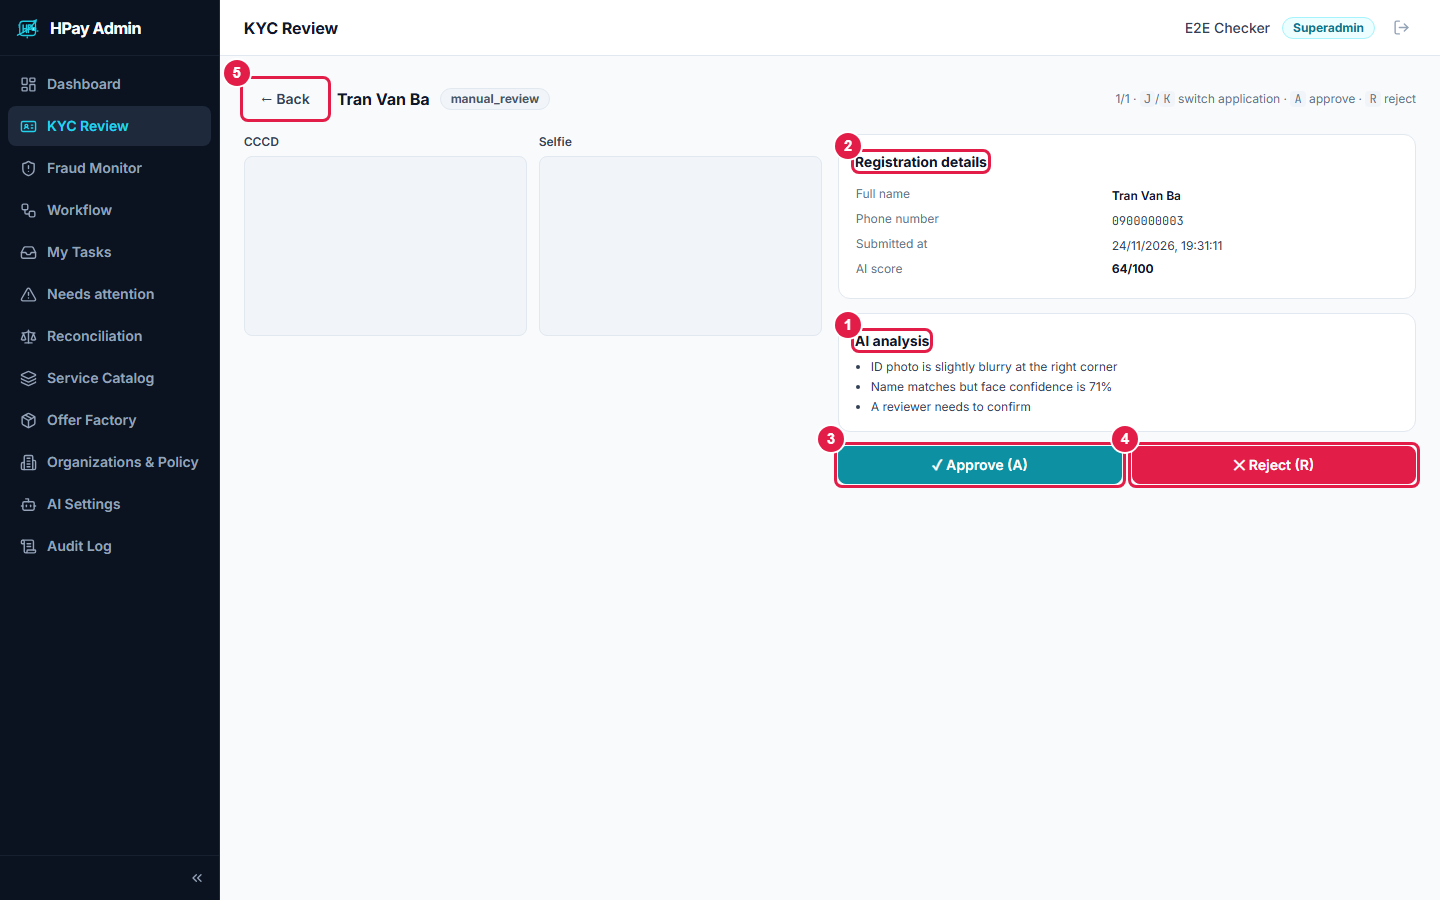 HPay Admin
KYC Review
E2E Checker
Superadmin
Dashboard
KYC Review
Fraud Monitor
Workflow
My Tasks
Needs attention
Reconciliation
Service Catalog
Offer Factory
Organizations & Policy
AI Settings
Audit Log
5
← Back
Tran Van Ba
manual_review
1/1 · J / K switch application · A approve · R reject
CCCD
Selfie
2
Registration details
Full name Tran Van Ba
Phone number 0900000003
Submitted at 24/11/2026, 19:31:11
AI score 64/100
1
AI analysis
• ID photo is slightly blurry at the right corner
• Name matches but face confidence is 71%
• A reviewer needs to confirm
3
✓ Approve (A)
4
✕ Reject (R)